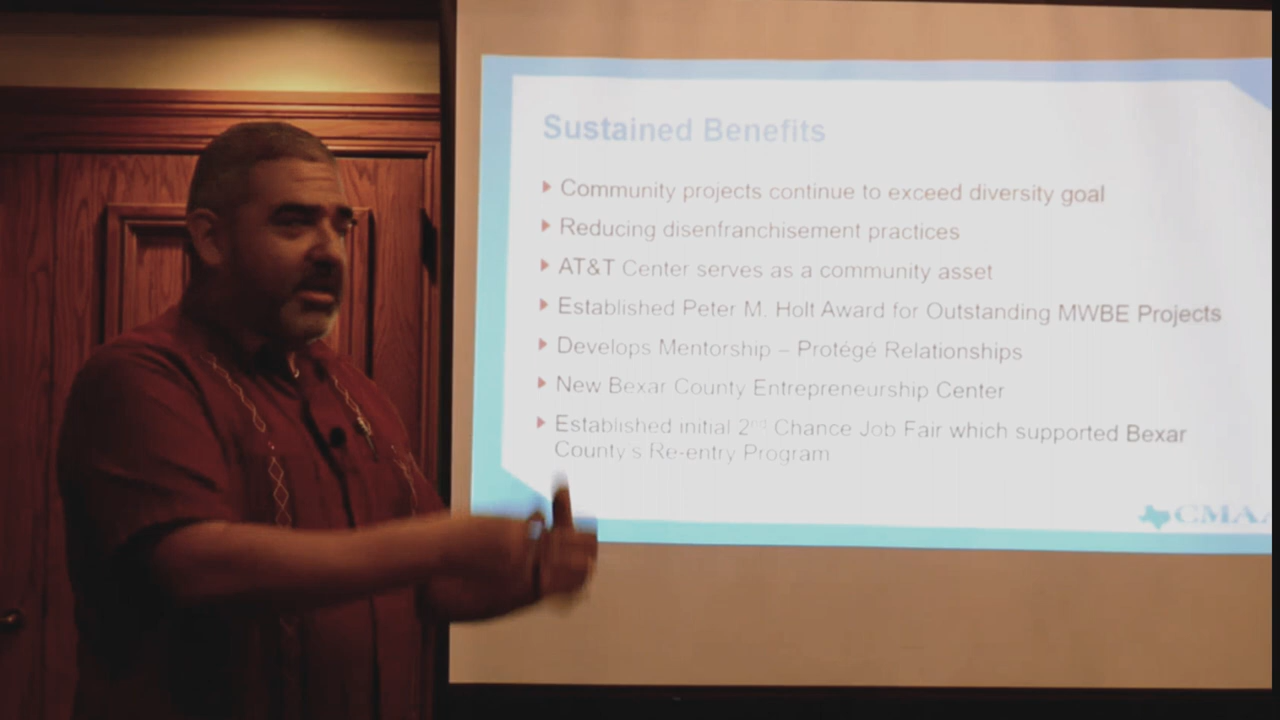 Sustained Benefits
Community projects continue to exceed diversity goal
Reducing disenfranchisement practices
AT&T Center serves as a community asset
Established Peter M. Holt Award for Outstanding MWBE Projects
Develops Mentorship – Protégé Relationships
New Bexar County Entrepreneurship Center
Established initial 2nd Chance Job Fair which supported Bexar
County's Re-entry Program
CMAA